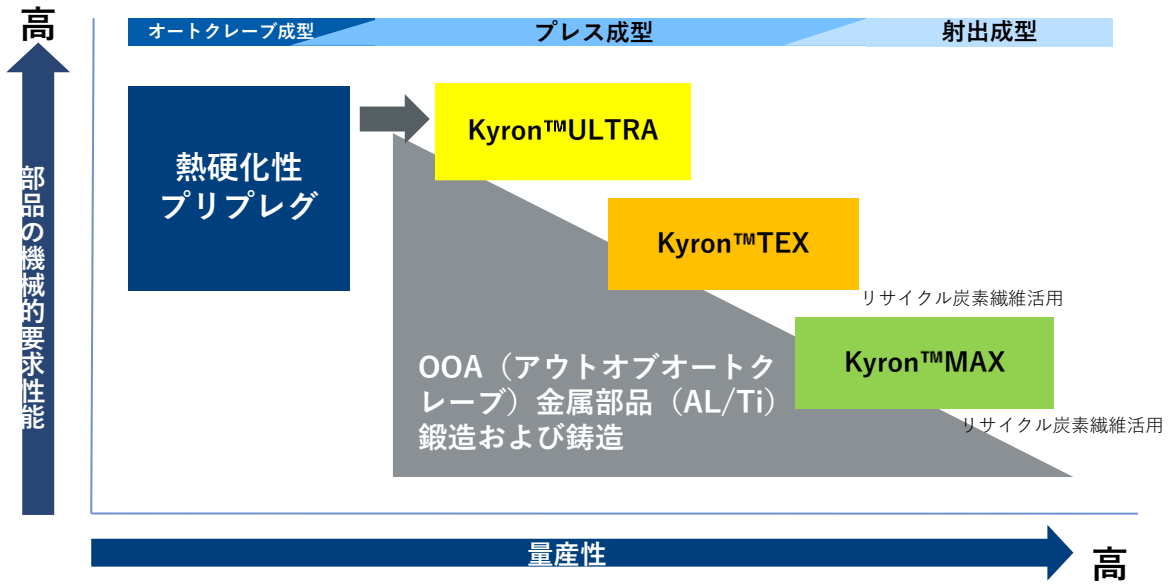 高
オートクレーブ成型
プレス成型
射出成型
熱硬化性
プリプレグ
Kyron™ULTRA
Kyron™TEX
リサイクル炭素繊維活用
Kyron™MAX
リサイクル炭素繊維活用
OOA（アウトオブオートク
レーブ）金属部品（AL/Ti）
鍛造および鋳造
部品の機械的要求性能
量産性
高